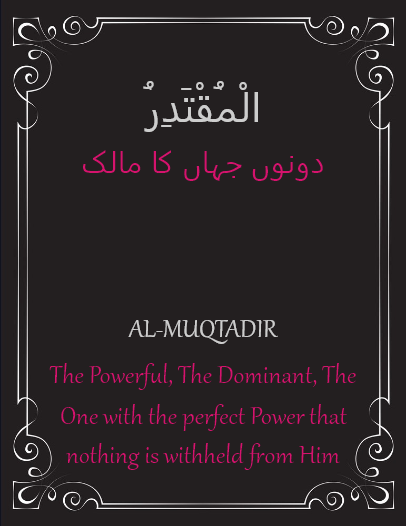 الْمُقْتَدِرُ
دونوں جہاں کا مالک
AL-MUQTADIR
The Powerful, The Dominant, The
One with the perfect Power that
nothing is withheld from Him